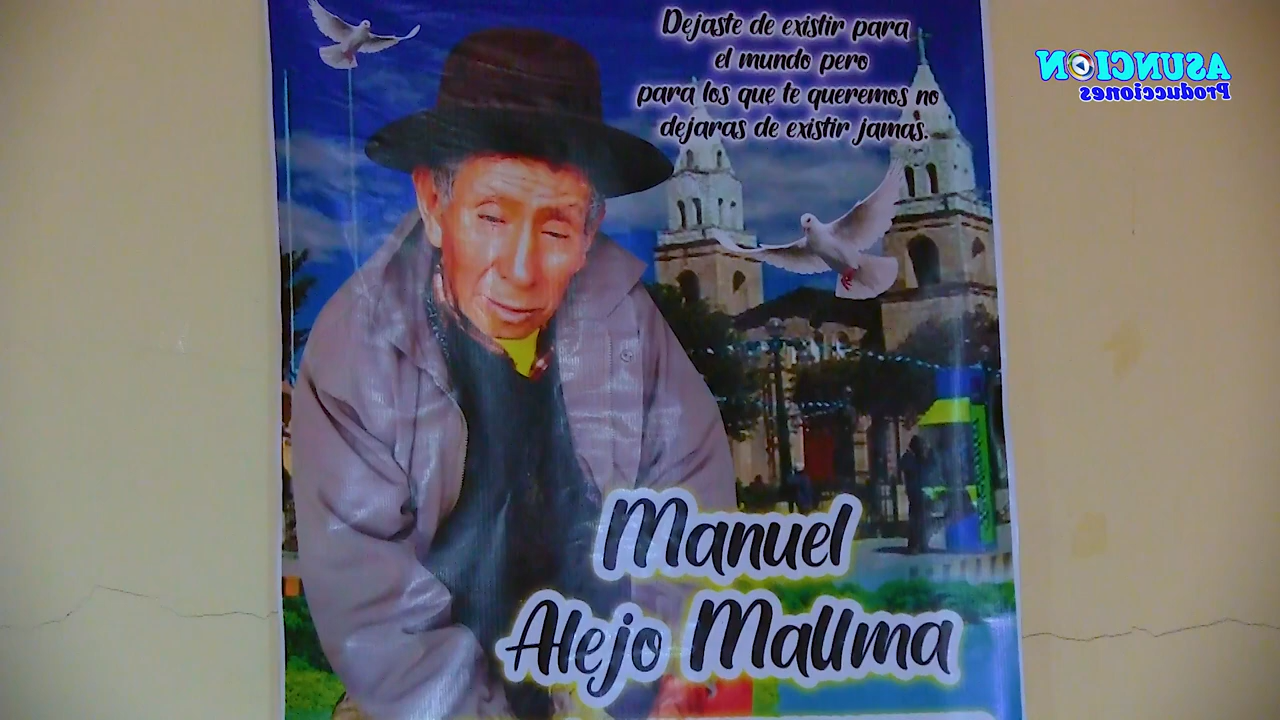 Dejaste de existir para
el mundo pero
para los que te queremos no
dejaras de existir jamas.
ASUNCION
Producciones
Manuel
Alejo Mallma